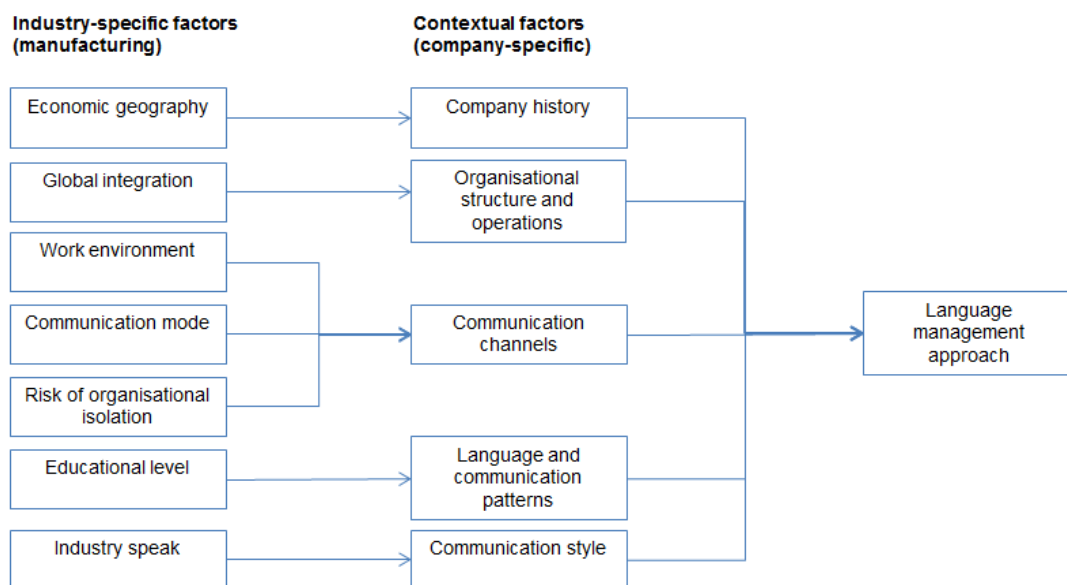 Industry-specific factors
(manufacturing)
Contextual factors
(company-specific)
Economic geography
Company history
Global integration
Organisational
structure and
operations
Work environment
Communication mode
Communication
channels
Language
management
approach
Risk of organisational
isolation
Educational level
Language and
communication
patterns
Industry speak
Communication style